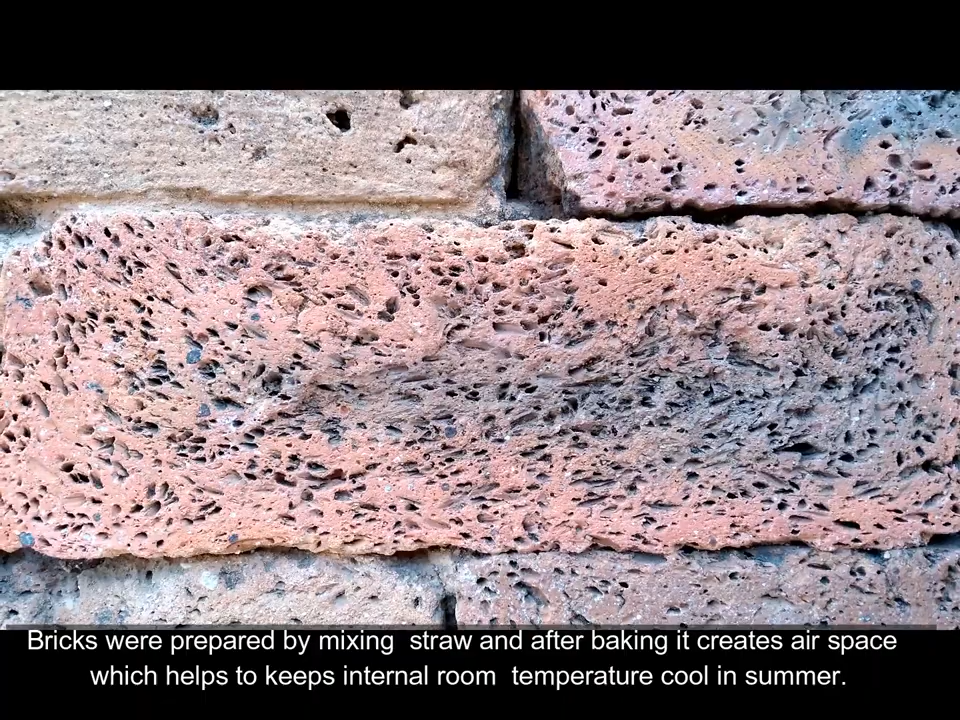 Bricks were prepared by mixing  straw and after baking it creates air space
which helps to keeps internal room  temperature cool in summer.